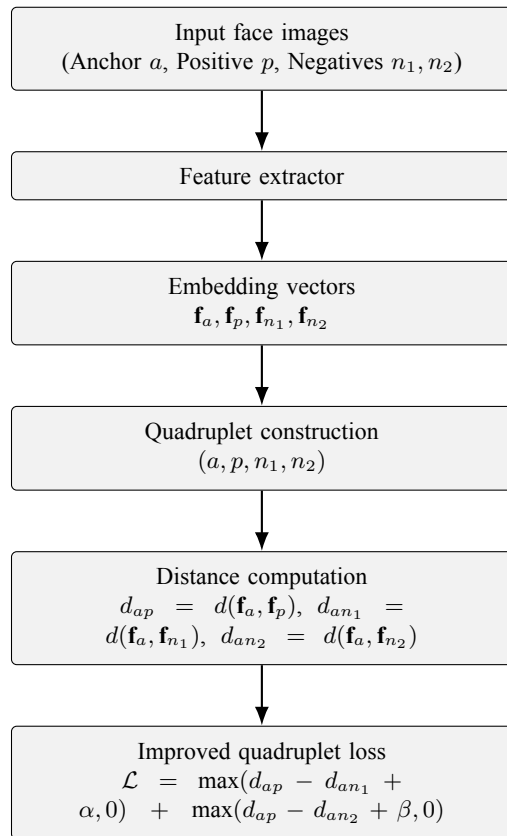 Input face images
(Anchor a, Positive p, Negatives n₁, n₂)
Feature extractor
Embedding vectors
𝐟ₐ, 𝐟ₚ, 𝐟ₙ₁, 𝐟ₙ₂
Quadruplet construction
(a, p, n₁, n₂)
Distance computation
dₐₚ = d(𝐟ₐ, 𝐟ₚ), dₐₙ₁ =
d(𝐟ₐ, 𝐟ₙ₁), dₐₙ₂ = d(𝐟ₐ, 𝐟ₙ₂)
Improved quadruplet loss
ℒ = max(dₐₚ − dₐₙ₁ +
α, 0) + max(dₐₚ − dₐₙ₂ + β, 0)